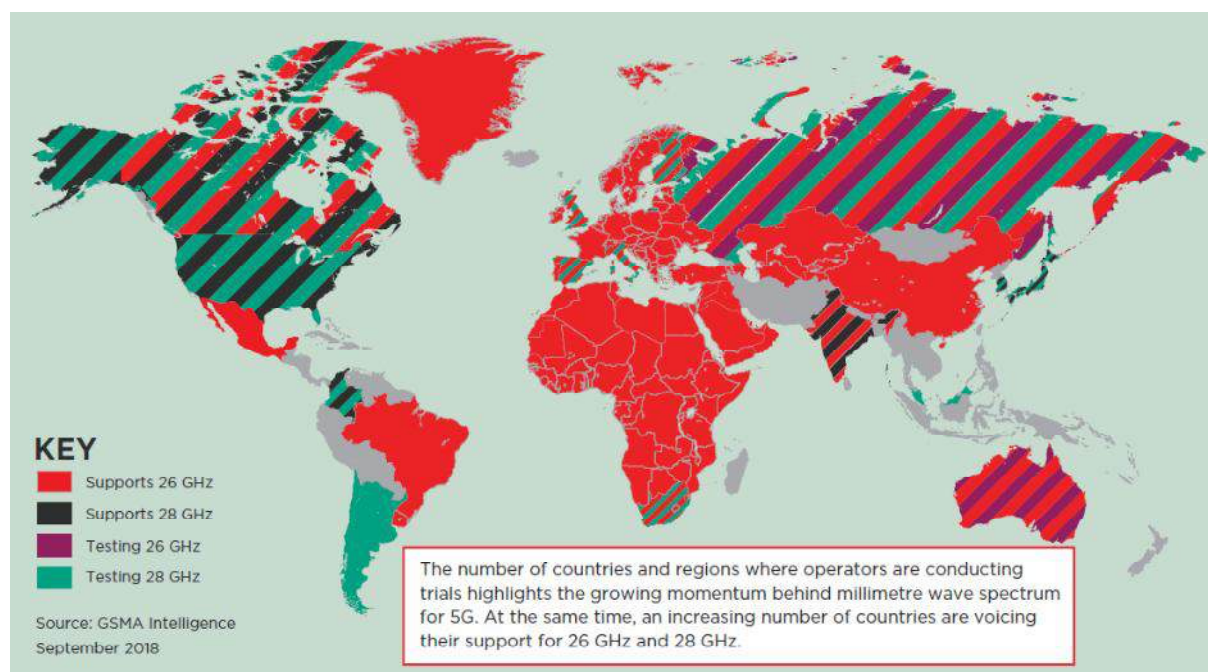 KEY
Supports 26 GHz
Supports 28 GHz
Testing 26 GHz
Testing 28 GHz
Source: GSMA Intelligence
September 2018
The number of countries and regions where operators are conducting
trials highlights the growing momentum behind millimetre wave spectrum
for 5G. At the same time, an increasing number of countries are voicing
their support for 26 GHz and 28 GHz.